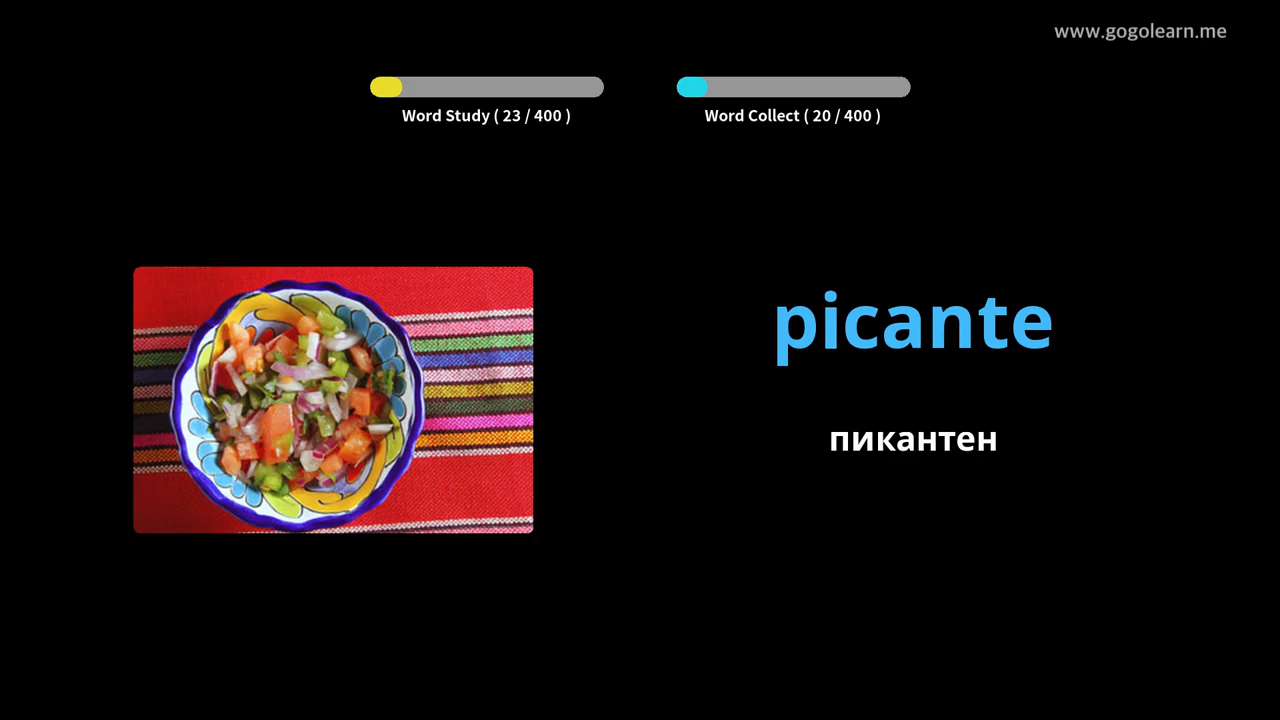 www.gogolearn.me
Word Study ( 23 / 400 )
Word Collect ( 20 / 400 )
picante
пикантен